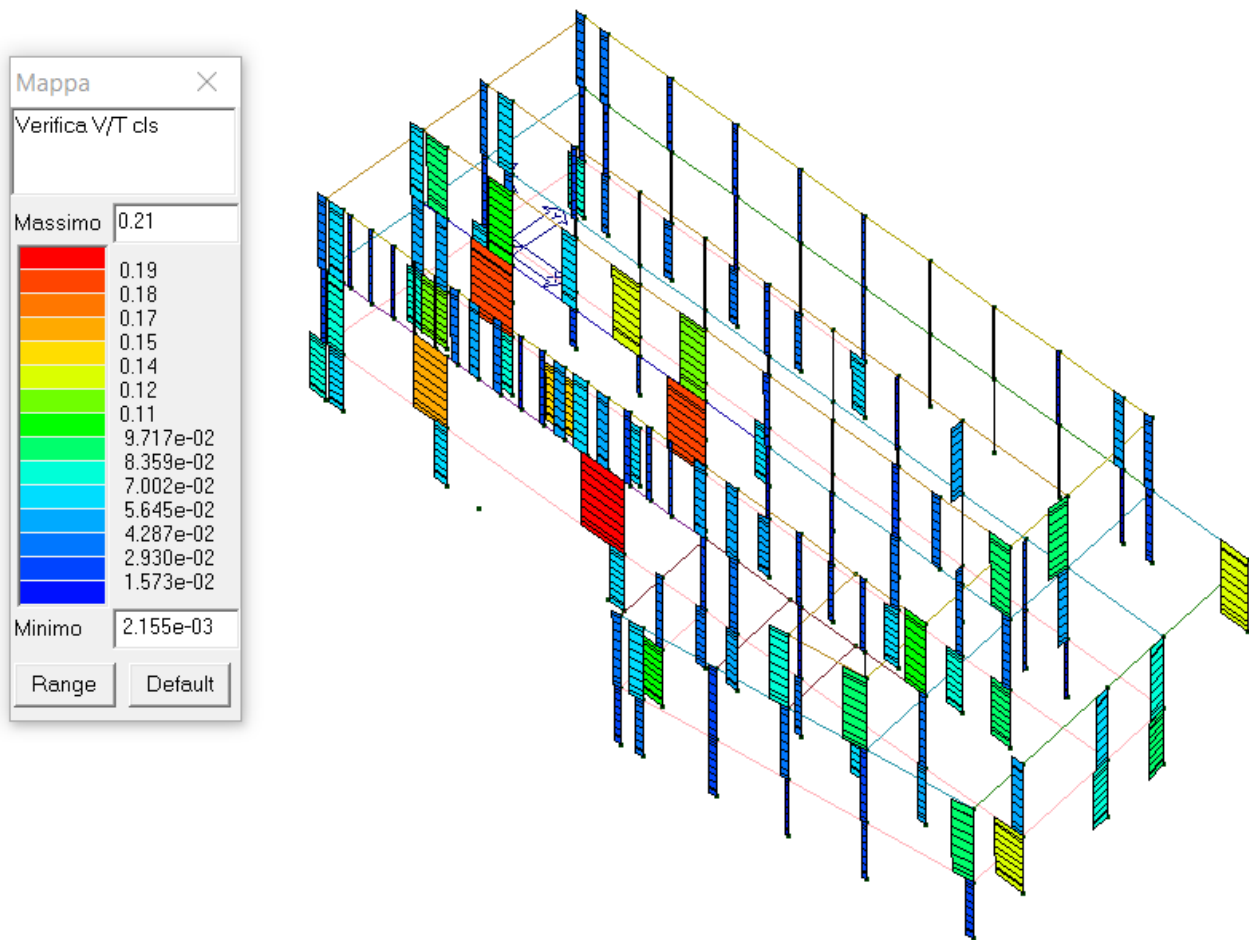 Mappa
Verifica V/T cls
Massimo 0.21
0.19
0.18
0.17
0.15
0.14
0.12
0.11
9.717e-02
8.359e-02
7.002e-02
5.645e-02
4.287e-02
2.930e-02
1.573e-02
Minimo 2.155e-03
Range Default